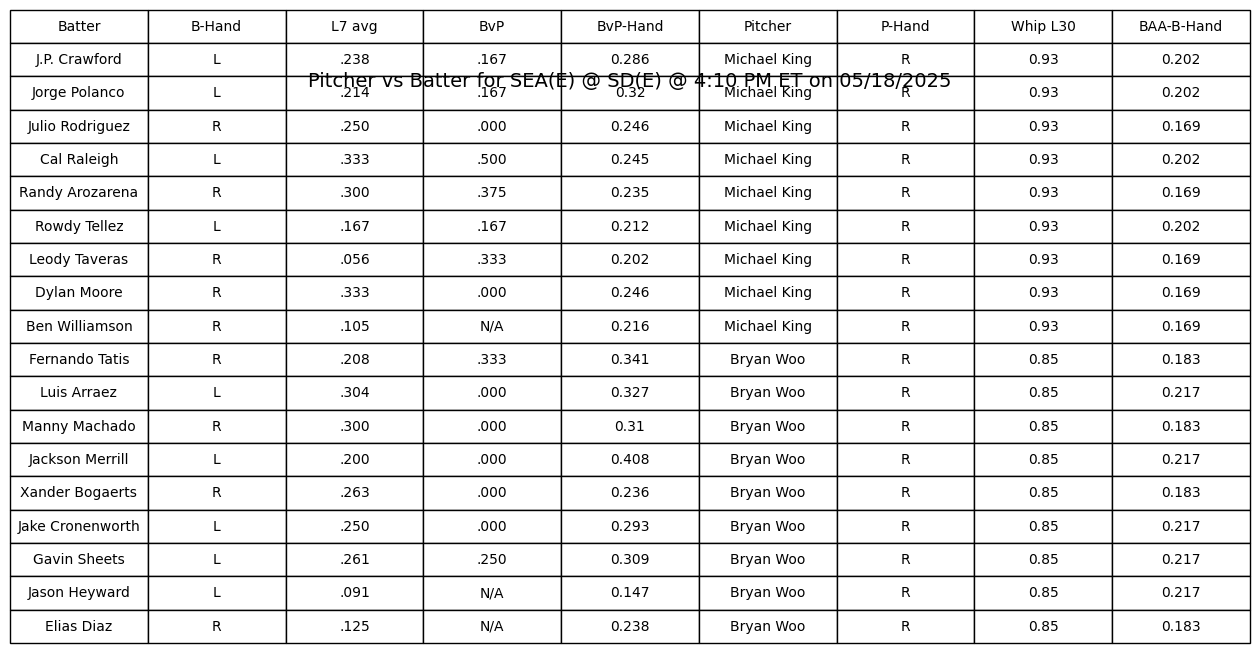 Batter B-Hand L7 avg BvP BvP-Hand Pitcher P-Hand Whip L30 BAA-B-Hand
J.P. Crawford L .238 .167 0.286 Michael King R 0.93 0.202
Pitcher vs Batter for SEA(E) @ SD(E) @ 4:10 PM ET on 05/18/2025
Jorge Polanco L .214 .167 0.32 Michael King R 0.93 0.202
Julio Rodriguez R .250 .000 0.246 Michael King R 0.93 0.169
Cal Raleigh L .333 .500 0.245 Michael King R 0.93 0.202
Randy Arozarena R .300 .375 0.235 Michael King R 0.93 0.169
Rowdy Tellez L .167 .167 0.212 Michael King R 0.93 0.202
Leody Taveras R .056 .333 0.202 Michael King R 0.93 0.169
Dylan Moore R .333 .000 0.246 Michael King R 0.93 0.169
Ben Williamson R .105 N/A 0.216 Michael King R 0.93 0.169
Fernando Tatis R .208 .333 0.341 Bryan Woo R 0.85 0.183
Luis Arraez L .304 .000 0.327 Bryan Woo R 0.85 0.217
Manny Machado R .300 .000 0.31 Bryan Woo R 0.85 0.183
Jackson Merrill L .200 .000 0.408 Bryan Woo R 0.85 0.217
Xander Bogaerts R .263 .000 0.236 Bryan Woo R 0.85 0.183
Jake Cronenworth L .250 .000 0.293 Bryan Woo R 0.85 0.217
Gavin Sheets L .261 .250 0.309 Bryan Woo R 0.85 0.217
Jason Heyward L .091 N/A 0.147 Bryan Woo R 0.85 0.217
Elias Diaz R .125 N/A 0.238 Bryan Woo R 0.85 0.183